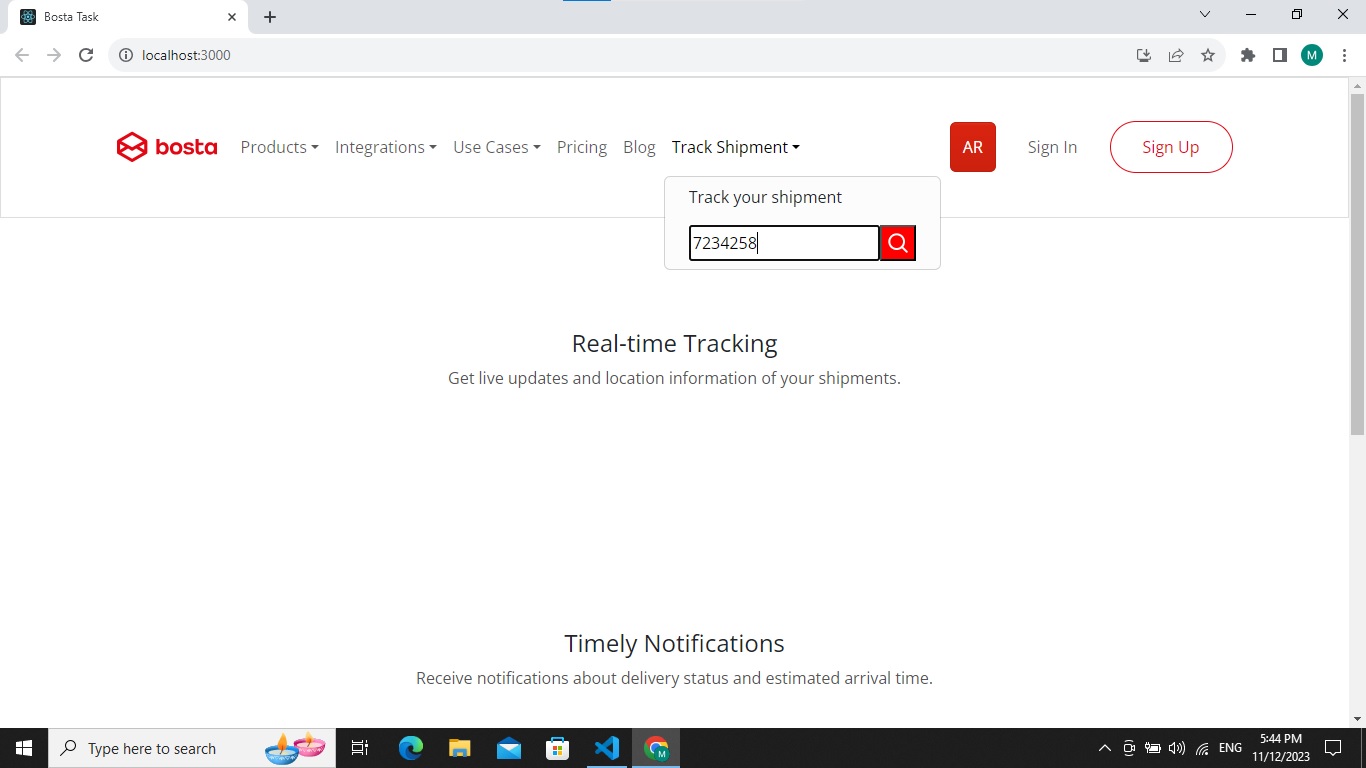 Bosta Task
localhost:3000
M
bosta Products Integrations Use Cases Pricing Blog Track Shipment AR Sign In Sign Up
Track your shipment
7234258
Real-time Tracking
Get live updates and location information of your shipments.
Timely Notifications
Receive notifications about delivery status and estimated arrival time.
Type here to search
M
ENG
5:44 PM
11/12/2023